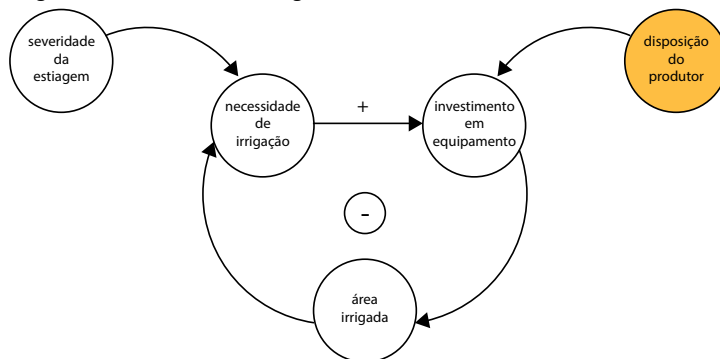 severidade
da
estiagem
disposição
do
produtor
necessidade
de
irrigação
+
investimento
em
equipamento
-
área
irrigada